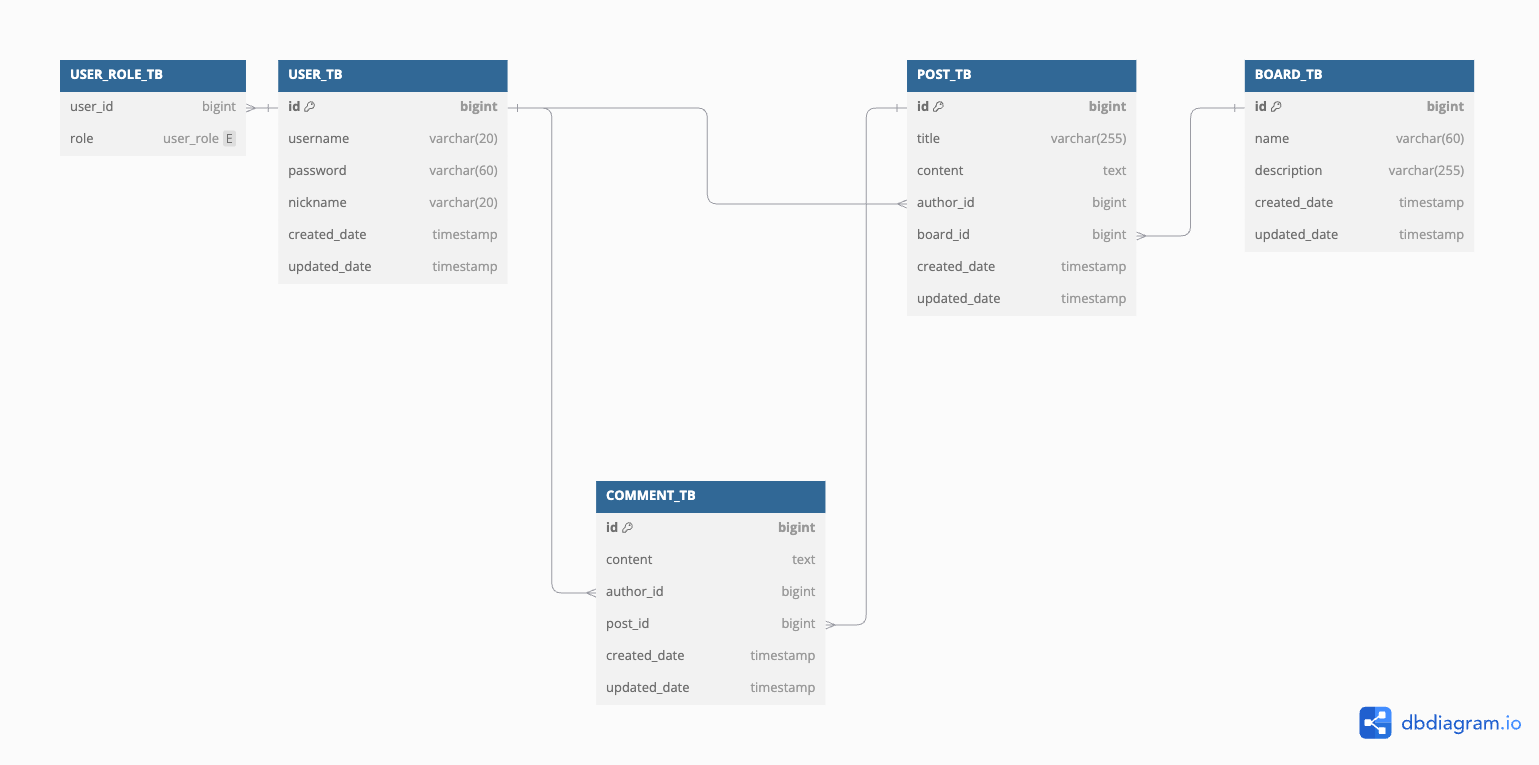 USER_ROLE_TB
user_id bigint
role user_role E
USER_TB
id bigint
username varchar(20)
password varchar(60)
nickname varchar(20)
created_date timestamp
updated_date timestamp
POST_TB
id bigint
title varchar(255)
content text
author_id bigint
board_id bigint
created_date timestamp
updated_date timestamp
BOARD_TB
id bigint
name varchar(60)
description varchar(255)
created_date timestamp
updated_date timestamp
COMMENT_TB
id bigint
content text
author_id bigint
post_id bigint
created_date timestamp
updated_date timestamp
dbdiagram.io